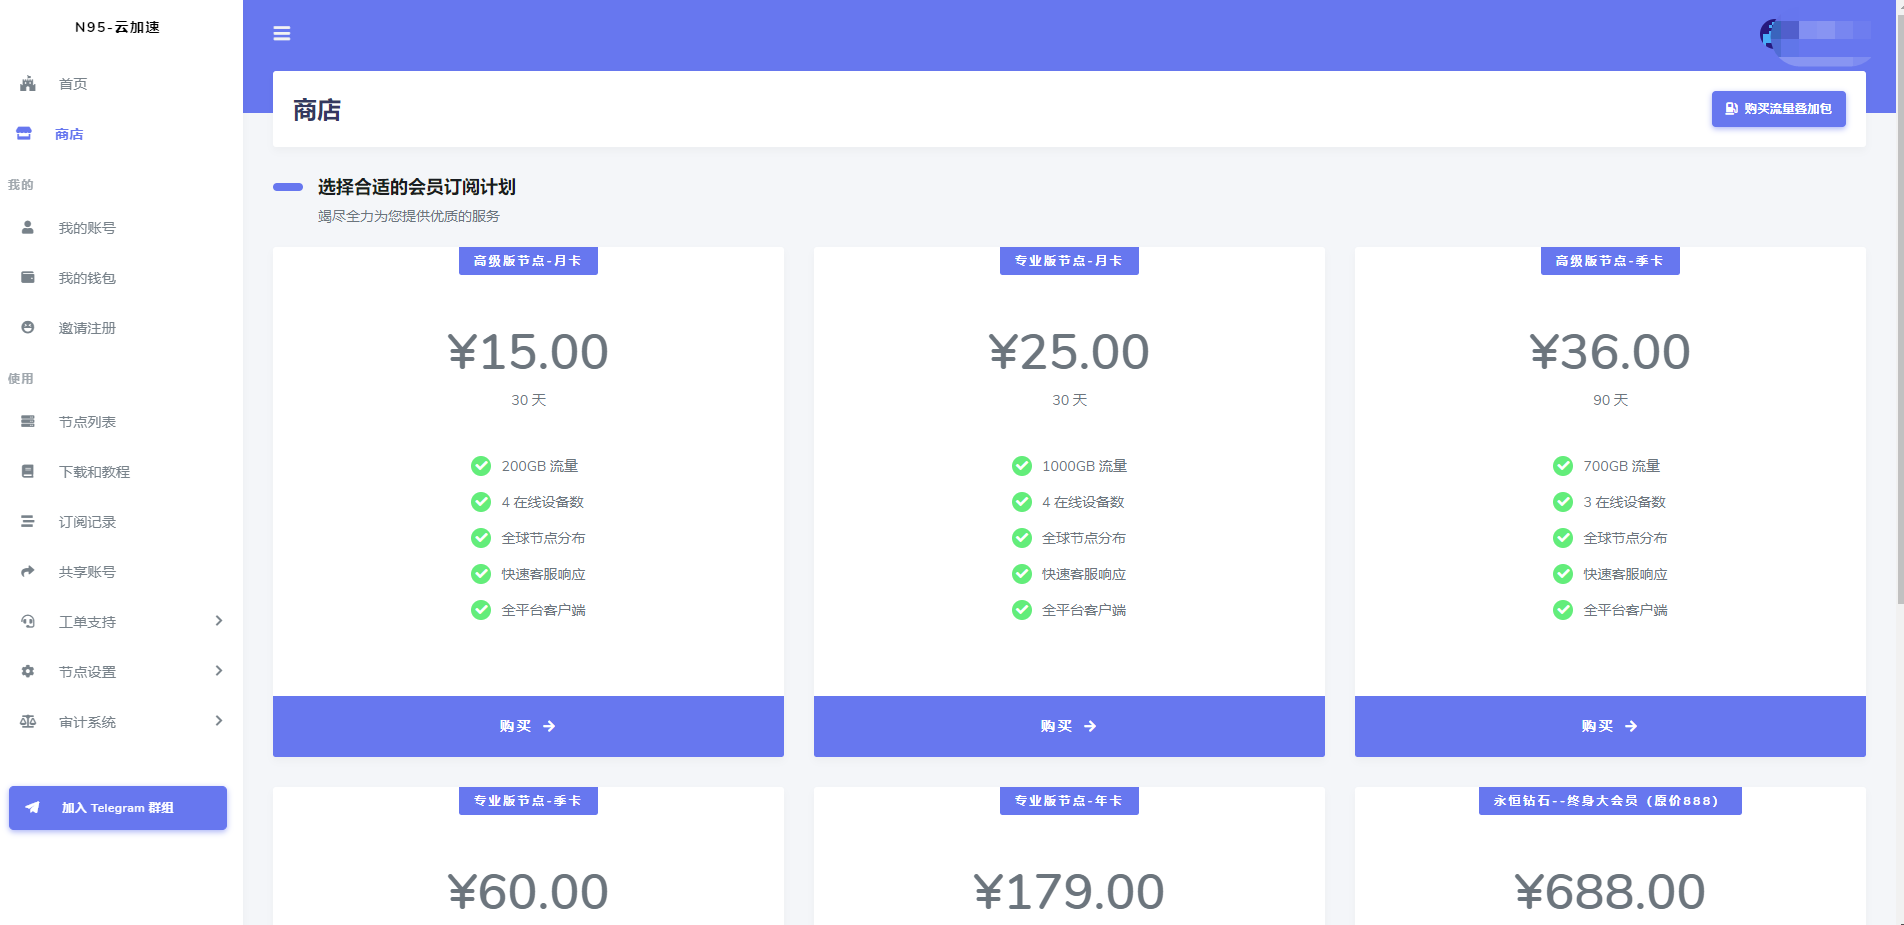 N95-云加速
首页
商店
我的
我的账号
我的钱包
邀请注册
使用
节点列表
下载和教程
订阅记录
共享账号
工单支持
节点设置
审计系统
加入 Telegram 群组
商店
购买流量叠加包
选择合适的会员订阅计划
竭尽全力为您提供优质的服务
高级版节点-月卡
¥15.00
30 天
200GB 流量
4 在线设备数
全球节点分布
快速客服响应
全平台客户端
购买
专业版节点-月卡
¥25.00
30 天
1000GB 流量
4 在线设备数
全球节点分布
快速客服响应
全平台客户端
购买
高级版节点-季卡
¥36.00
90 天
700GB 流量
3 在线设备数
全球节点分布
快速客服响应
全平台客户端
购买
专业版节点-季卡
¥60.00
专业版节点-年卡
¥179.00
永恒钻石--终身大会员（原价888）
¥688.00